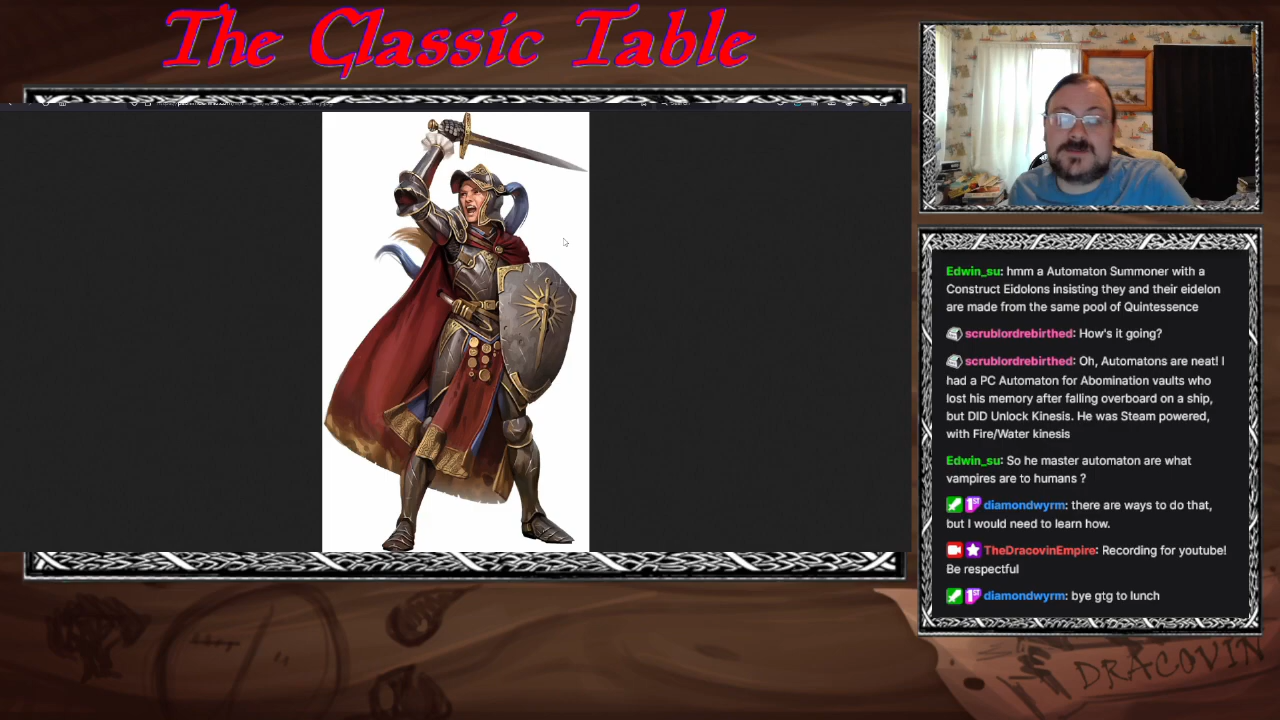 The Classic Table
Edwin_su: hmm a Automaton Summoner with a
Construct Eidolons insisting they and their eidelon
are made from the same pool of Quintessence
scrublordrebirthed: How's it going?
scrublordrebirthed: Oh, Automatons are neat! I
had a PC Automaton for Abomination vaults who
lost his memory after falling overboard on a ship,
but DID Unlock Kinesis. He was Steam powered,
with Fire/Water kinesis
Edwin_su: So he master automaton are what
vampires are to humans ?
1ST diamondwyrm: there are ways to do that,
but I would need to learn how.
TheDracovinEmpire: Recording for youtube!
Be respectful
1ST diamondwyrm: bye gtg to lunch
DRACOVIN